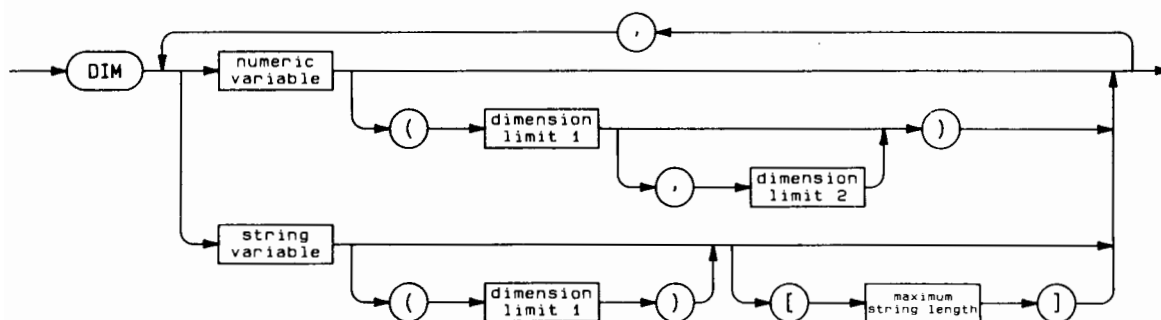 ,
DIM
numeric
variable
(
dimension
limit 1
)
,
dimension
limit 2
string
variable
(
dimension
limit 1
)
[
maximum
string length
]